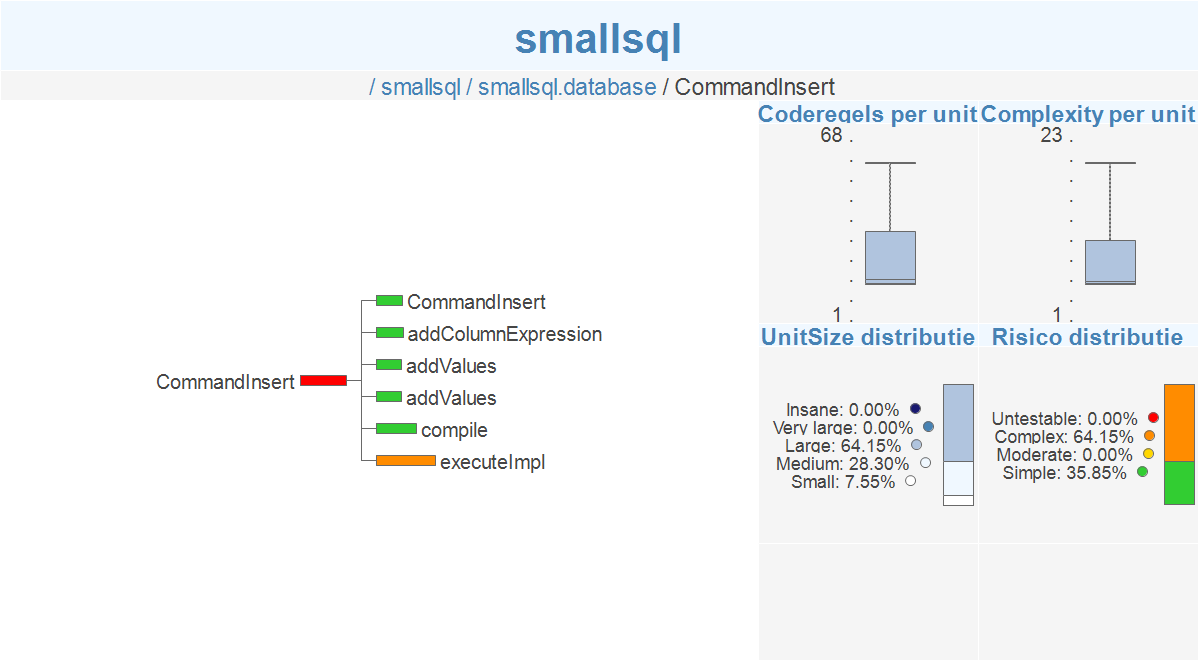 smallsql
/ smallsql / smallsql.database / CommandInsert
Coderegels per unit
68
1
Complexity per unit
23
1
CommandInsert
CommandInsert
addColumnExpression
addValues
addValues
compile
executeImpl
UnitSize distributie
Insane: 0.00%
Very large: 0.00%
Large: 64.15%
Medium: 28.30%
Small: 7.55%
Risico distributie
Untestable: 0.00%
Complex: 64.15%
Moderate: 0.00%
Simple: 35.85%